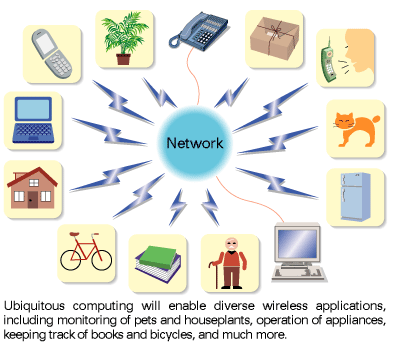 Network
Ubiquitous computing will enable diverse wireless applications,
including monitoring of pets and houseplants, operation of appliances,
keeping track of books and bicycles, and much more.